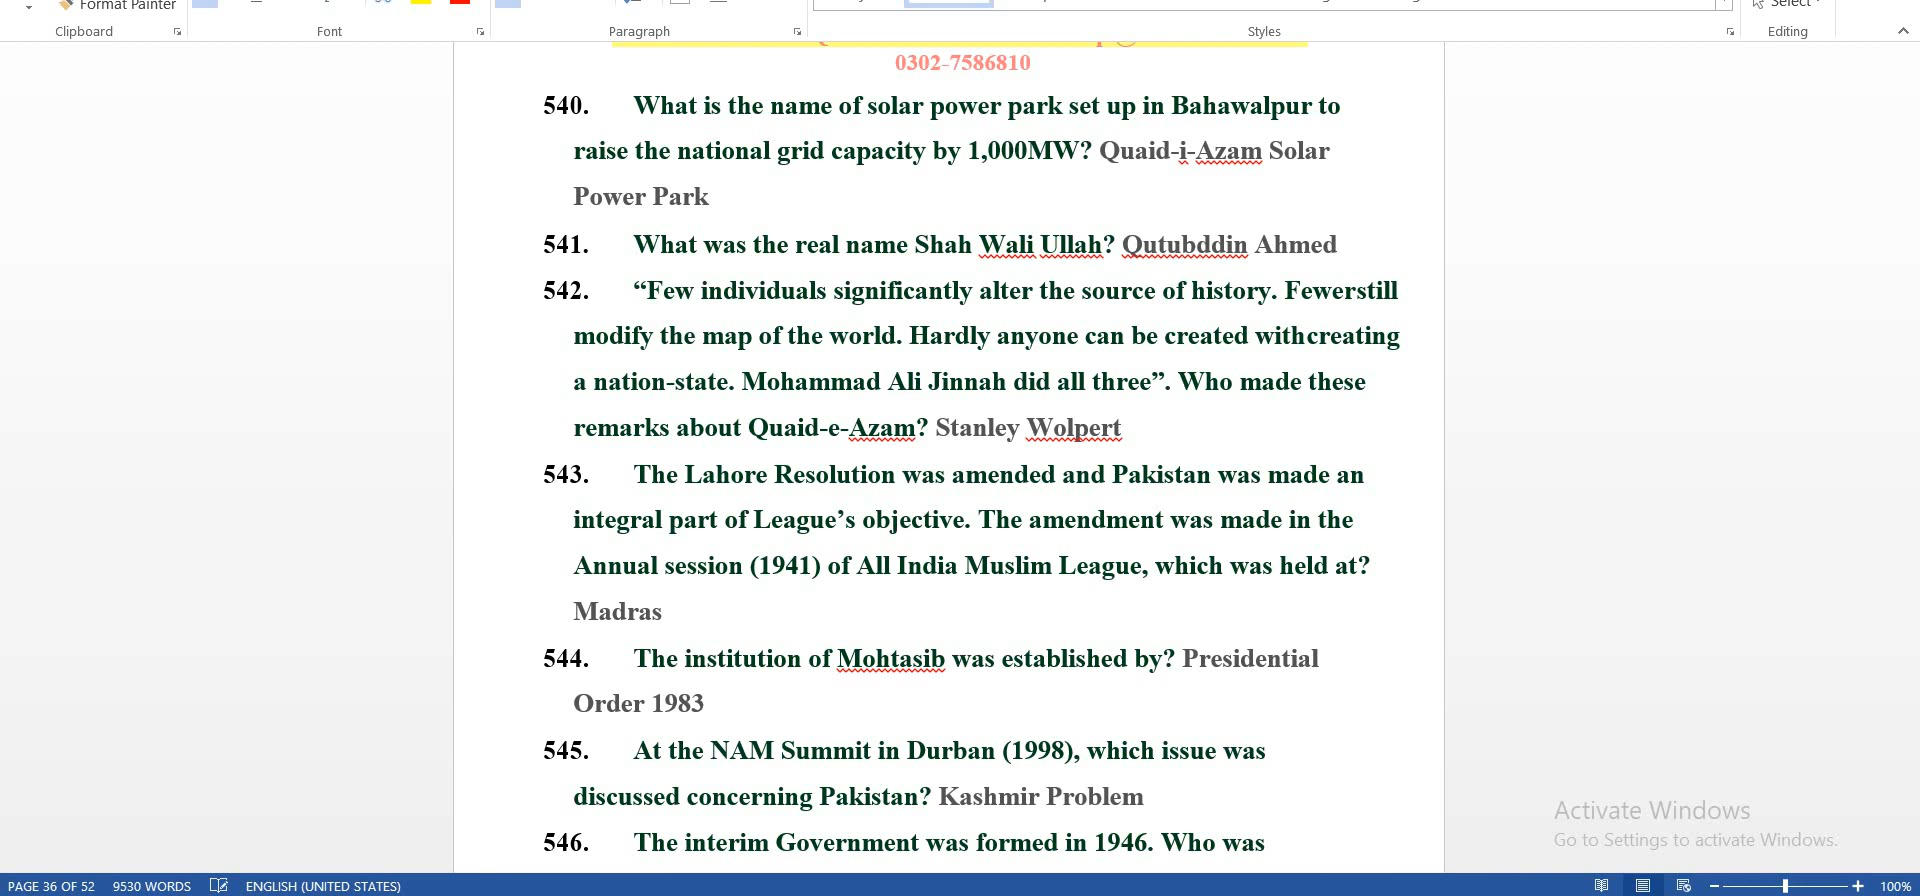 Format Painter
Select
Clipboard
Font
Paragraph
Styles
Editing
0302-7586810
540. What is the name of solar power park set up in Bahawalpur to
raise the national grid capacity by 1,000MW? Quaid-i-Azam Solar
Power Park
541. What was the real name Shah Wali Ullah? Qutubddin Ahmed
542. “Few individuals significantly alter the source of history. Fewerstill
modify the map of the world. Hardly anyone can be created withcreating
a nation-state. Mohammad Ali Jinnah did all three”. Who made these
remarks about Quaid-e-Azam? Stanley Wolpert
543. The Lahore Resolution was amended and Pakistan was made an
integral part of League’s objective. The amendment was made in the
Annual session (1941) of All India Muslim League, which was held at?
Madras
544. The institution of Mohtasib was established by? Presidential
Order 1983
545. At the NAM Summit in Durban (1998), which issue was
discussed concerning Pakistan? Kashmir Problem
546. The interim Government was formed in 1946. Who was
Activate Windows
Go to Settings to activate Windows.
PAGE 36 OF 52 9530 WORDS ENGLISH (UNITED STATES) 100%